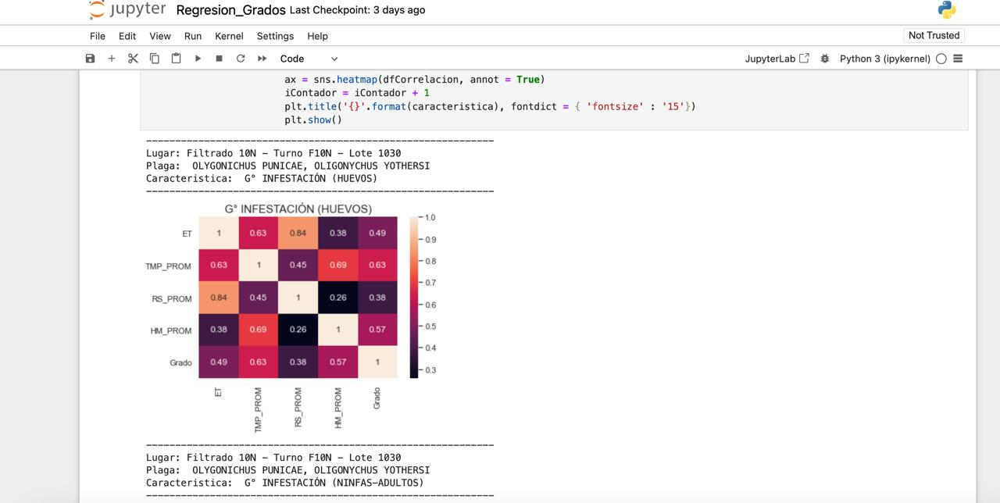 jupyter Regresion_Grados Last Checkpoint: 3 days ago
File Edit View Run Kernel Settings Help Not Trusted
Code JupyterLab Python 3 (ipykernel)
ax = sns.heatmap(dfCorrelacion, annot = True)
iContador = iContador + 1
plt.title('{}'.format(caracteristica), fontdict = { 'fontsize' : '15'})
plt.show()
------------------------------------------------------------
Lugar: Filtrado 10N - Turno F10N - Lote 1030
Plaga:  OLYGONICHUS PUNICAE, OLIGONYCHUS YOTHERSI
Caracteristica:  G° INFESTACIÓN (HUEVOS)
------------------------------------------------------------
G° INFESTACIÓN (HUEVOS)
ET 1 0.63 0.84 0.38 0.49
TMP_PROM 0.63 1 0.45 0.69 0.63
RS_PROM 0.84 0.45 1 0.26 0.38
HM_PROM 0.38 0.69 0.26 1 0.57
Grado 0.49 0.63 0.38 0.57 1
ET TMP_PROM RS_PROM HM_PROM Grado
1.0
0.9
0.8
0.7
0.6
0.5
0.4
0.3
------------------------------------------------------------
Lugar: Filtrado 10N - Turno F10N - Lote 1030
Plaga:  OLYGONICHUS PUNICAE, OLIGONYCHUS YOTHERSI
Caracteristica:  G° INFESTACIÓN (NINFAS-ADULTOS)
------------------------------------------------------------